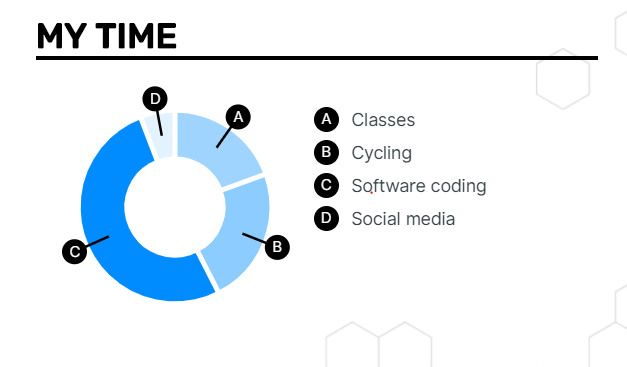 MY TIME
D
A
C
B
A Classes
B Cycling
C Software coding
D Social media